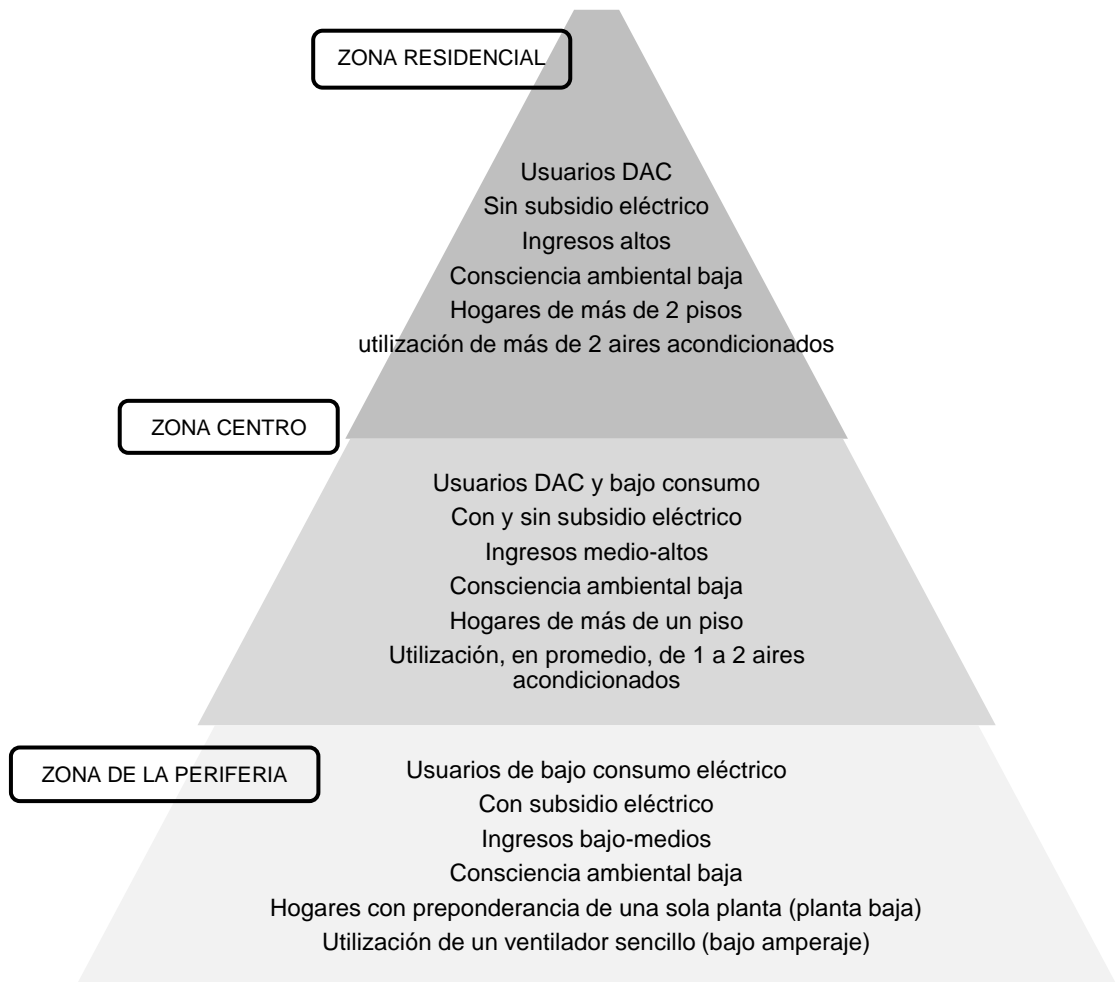 ZONA RESIDENCIAL
Usuarios DAC
Sin subsidio eléctrico
Ingresos altos
Consciencia ambiental baja
Hogares de más de 2 pisos
utilización de más de 2 aires acondicionados
ZONA CENTRO
Usuarios DAC y bajo consumo
Con y sin subsidio eléctrico
Ingresos medio-altos
Consciencia ambiental baja
Hogares de más de un piso
Utilización, en promedio, de 1 a 2 aires
acondicionados
ZONA DE LA PERIFERIA
Usuarios de bajo consumo eléctrico
Con subsidio eléctrico
Ingresos bajo-medios
Consciencia ambiental baja
Hogares con preponderancia de una sola planta (planta baja)
Utilización de un ventilador sencillo (bajo amperaje)